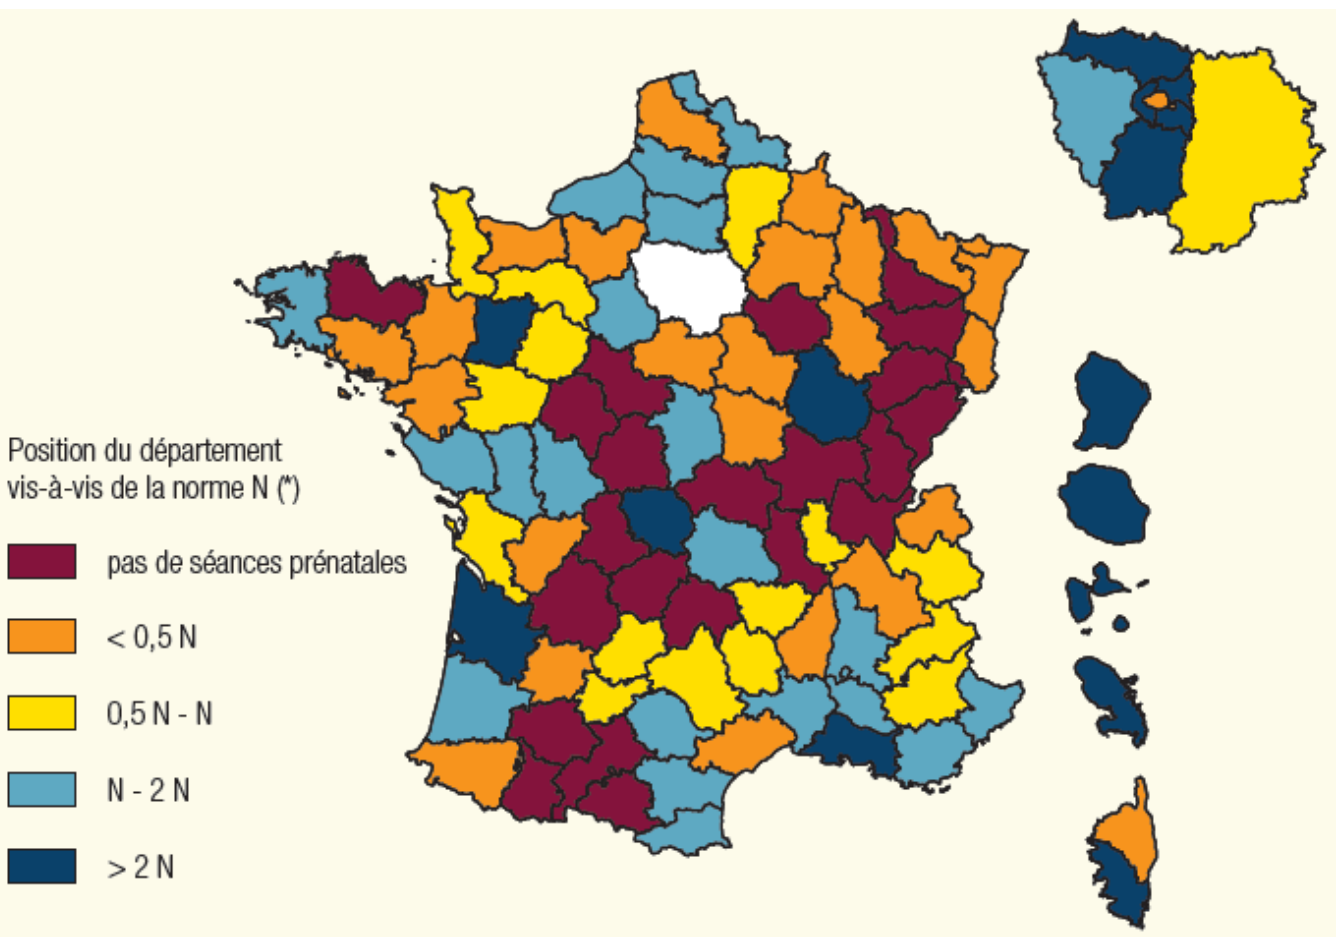 Position du département
vis-à-vis de la norme N (*)
pas de séances prénatales
< 0,5 N
0,5 N - N
N - 2 N
> 2 N